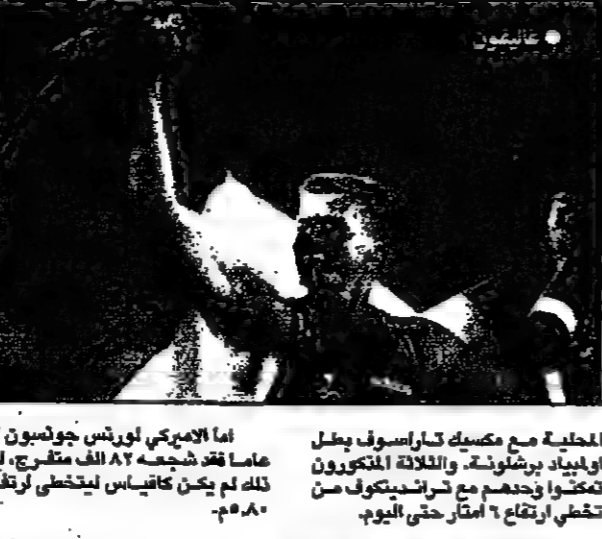 ● غاليفون
المحلية مع مكسيك تاراسوف بطل
اولمبياد برشلونة. والثلاثة المذكورون
تمكنوا وحدهم مع ترانديكوف من
تخطي ارتفاع ٦ امتار حتى اليوم.
اما الاميركي لورنس جونسون
عاما فقد شجعه ٨٢ الف متفرج،
ذلك لم يكن كافياس ليتخطى
٥،٨٠م.